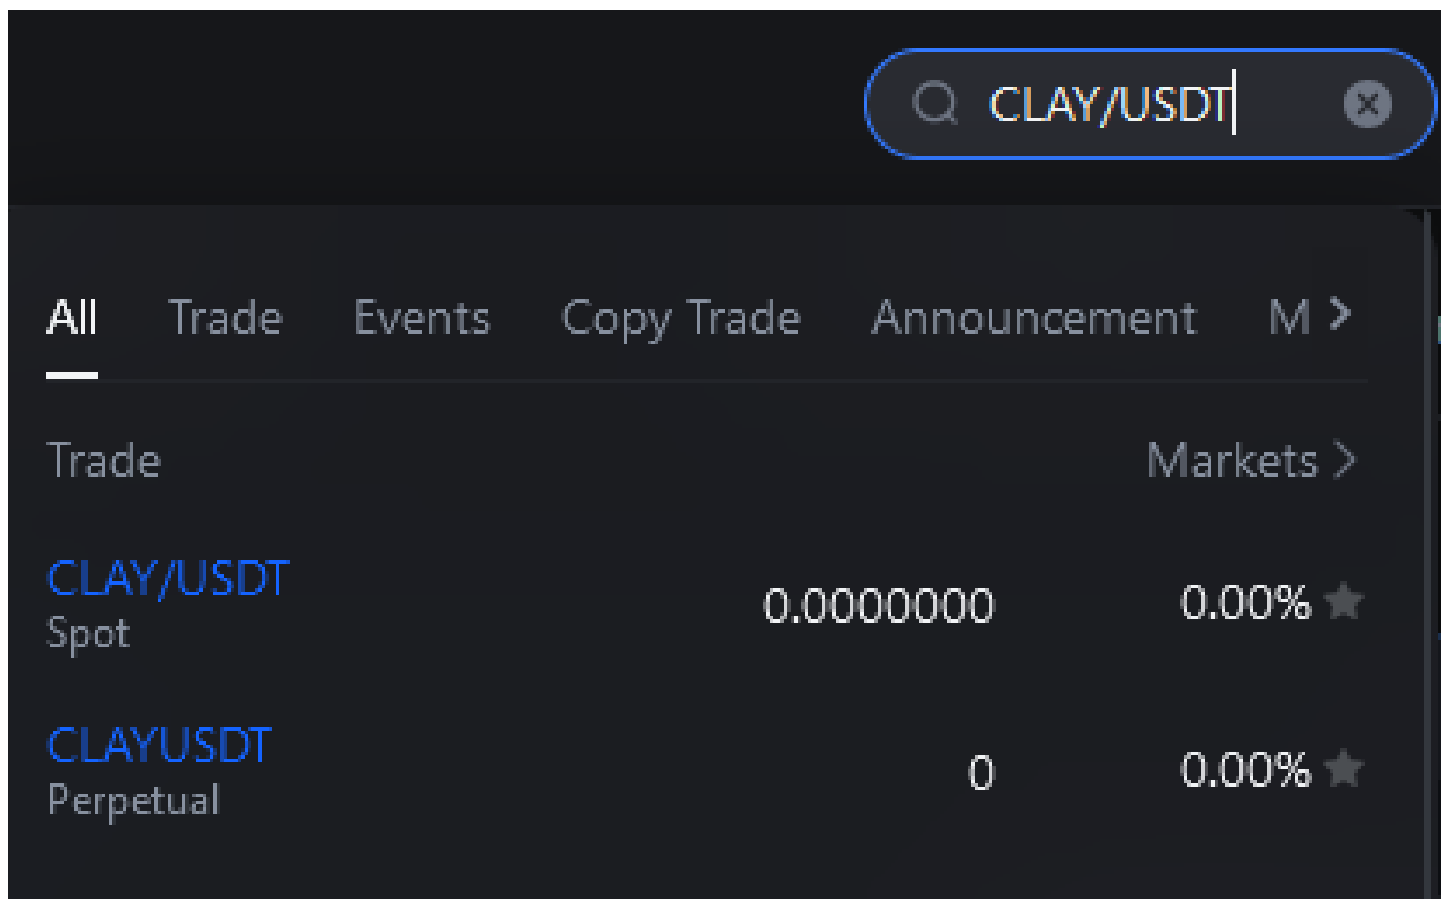 CLAY/USDT
All Trade Events Copy Trade Announcement M
Trade Markets
CLAY/USDT 0.0000000 0.00%
Spot
CLAYUSDT 0 0.00%
Perpetual